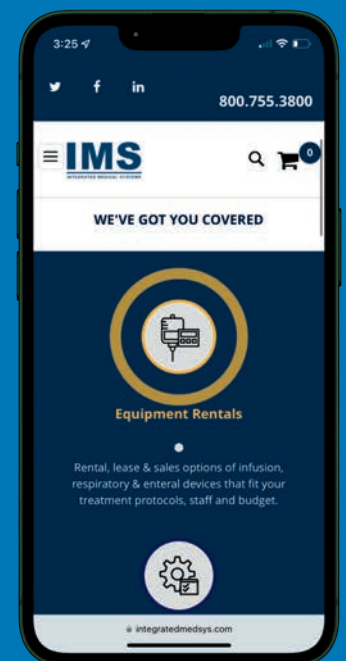 3:25
800.755.3800
IMS
INTEGRATED MEDICAL SYSTEMS
0
WE'VE GOT YOU COVERED
Equipment Rentals
Rental, lease & sales options of infusion,
respiratory & enteral devices that fit your
treatment protocols, staff and budget.
integratedmedsys.com